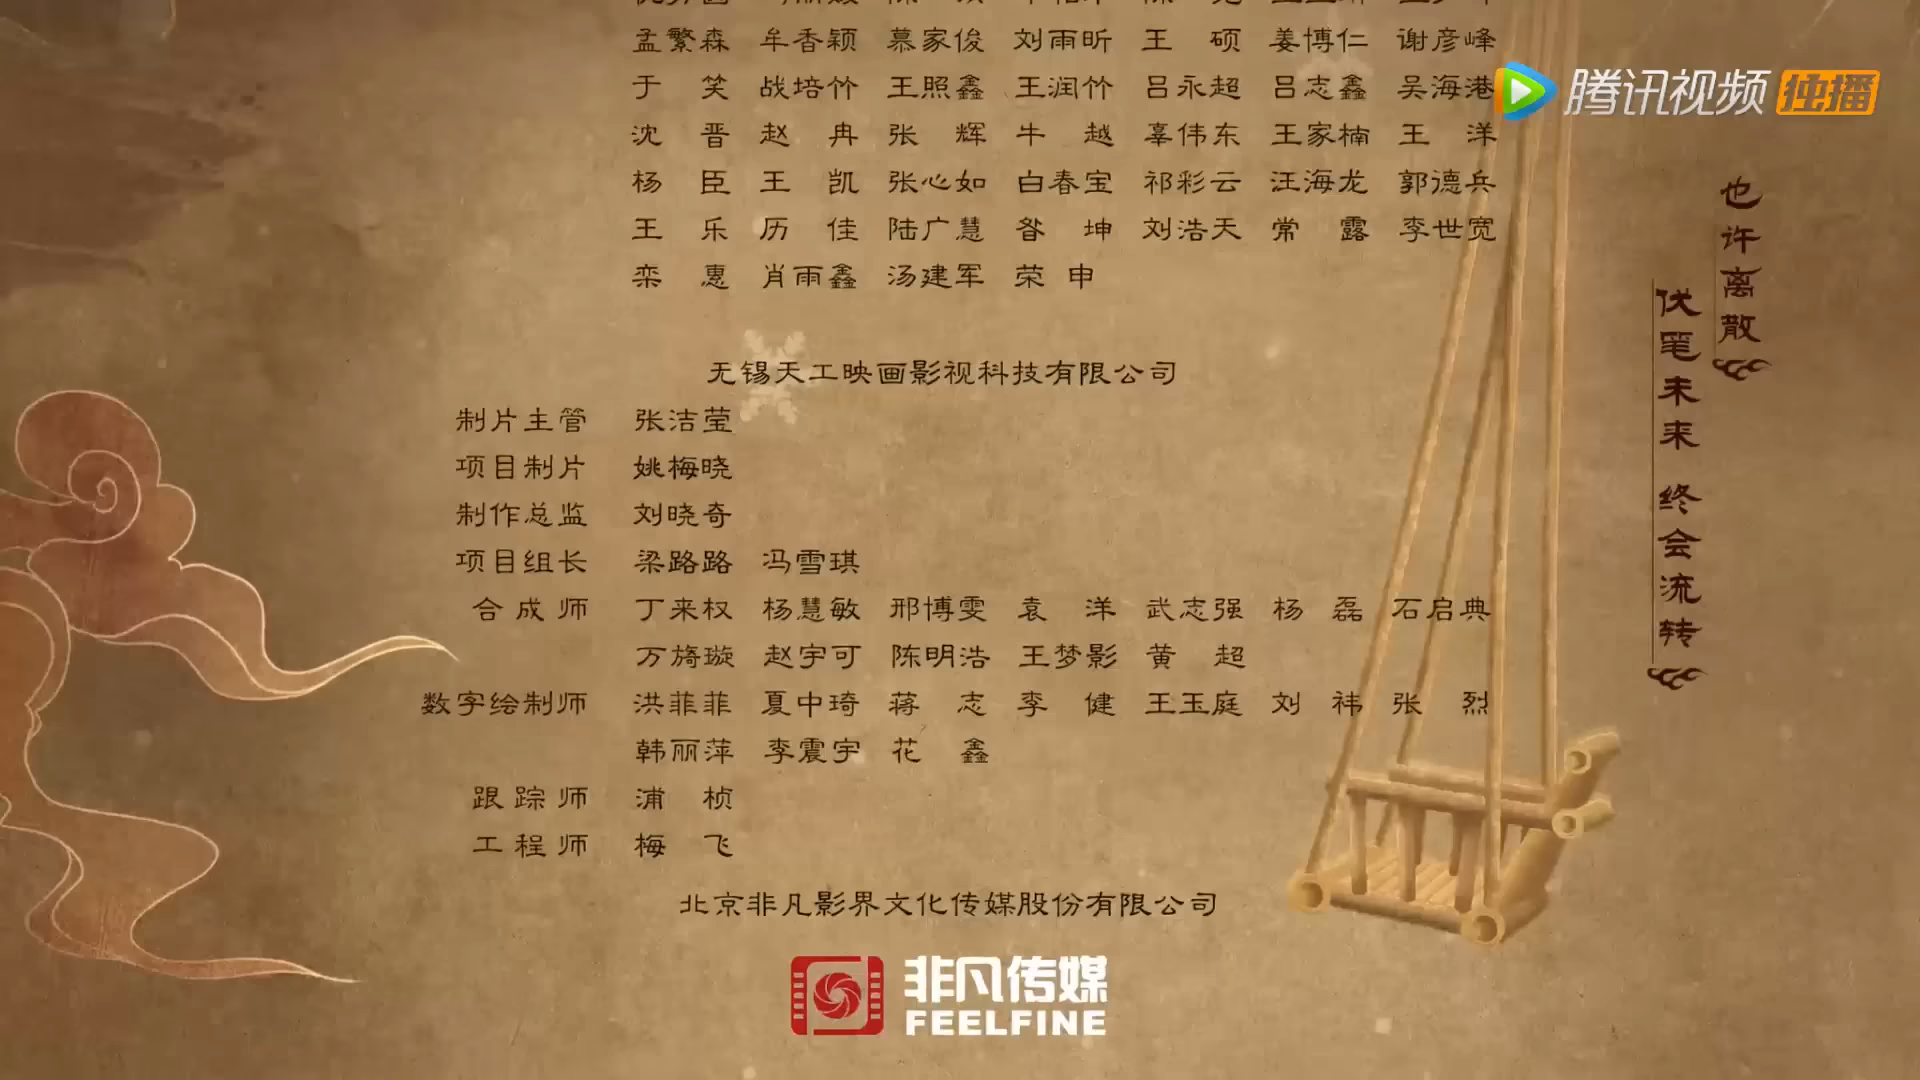 孟繁森 牟香颖 慕家俊 刘雨昕 王 硕 姜博仁 谢彦峰
于 笑 战培竹 王照鑫 王润竹 吕永超 吕志鑫 吴海港
沈 晋 赵 冉 张 辉 牛 越 辜伟东 王家楠 王 洋
杨 臣 王 凯 张心如 白春宝 祁彩云 汪海龙 郭德兵
王 乐 历 佳 陆广慧 昝 坤 刘浩天 常 露 李世宽
栾 惠 肖雨鑫 汤建军 荣 申
无锡天工映画影视科技有限公司
制片主管 张洁莹
项目制片 姚梅晓
制作总监 刘晓奇
项目组长 梁路路 冯雪琪
合成师 丁来权 杨慧敏 邢博雯 袁 洋 武志强 杨 磊 石启典
万旖璇 赵宇可 陈明浩 王梦影 黄 超
数字绘制师 洪菲菲 夏中琦 蒋 志 李 健 王玉庭 刘 祎 张 烈
韩丽萍 李震宇 花 鑫
跟踪师 浦 桢
工程师 梅 飞
北京非凡影界文化传媒股份有限公司
非凡传媒
FEELFINE
腾讯视频 独播
也许离散
伏笔未来 终会流转